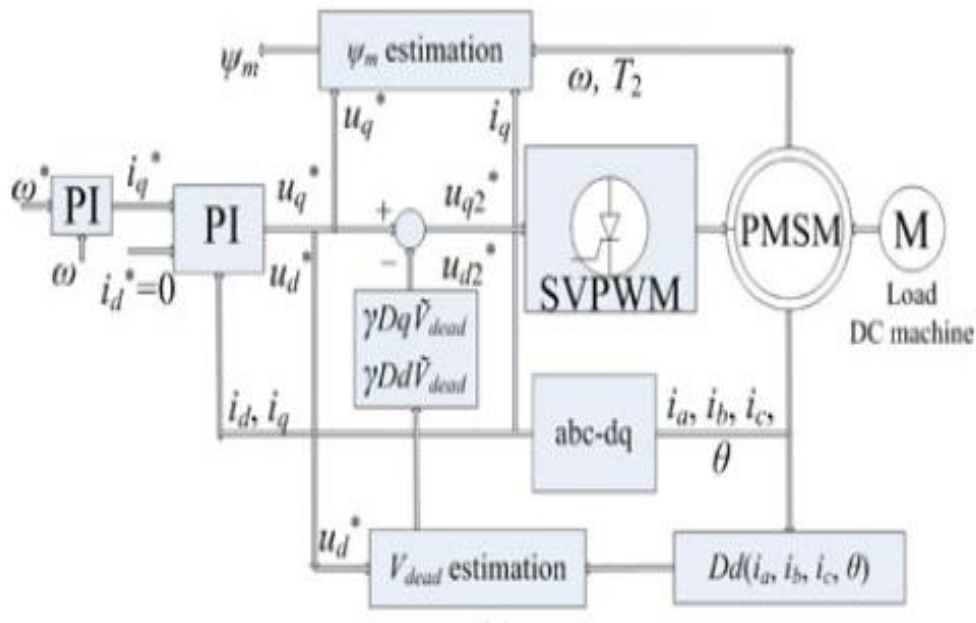 ψm
ψm estimation
ω, T2
uq*
iq
ω*
PI
iq*
PI
uq*
+
uq2*
PMSM
M
ω
id*=0
ud*
−
ud2*
SVPWM
Load
DC machine
γDqṼdead
γDdṼdead
id, iq
abc-dq
ia, ib, ic,
θ
ud*
Vdead estimation
Dd(ia, ib, ic, θ)